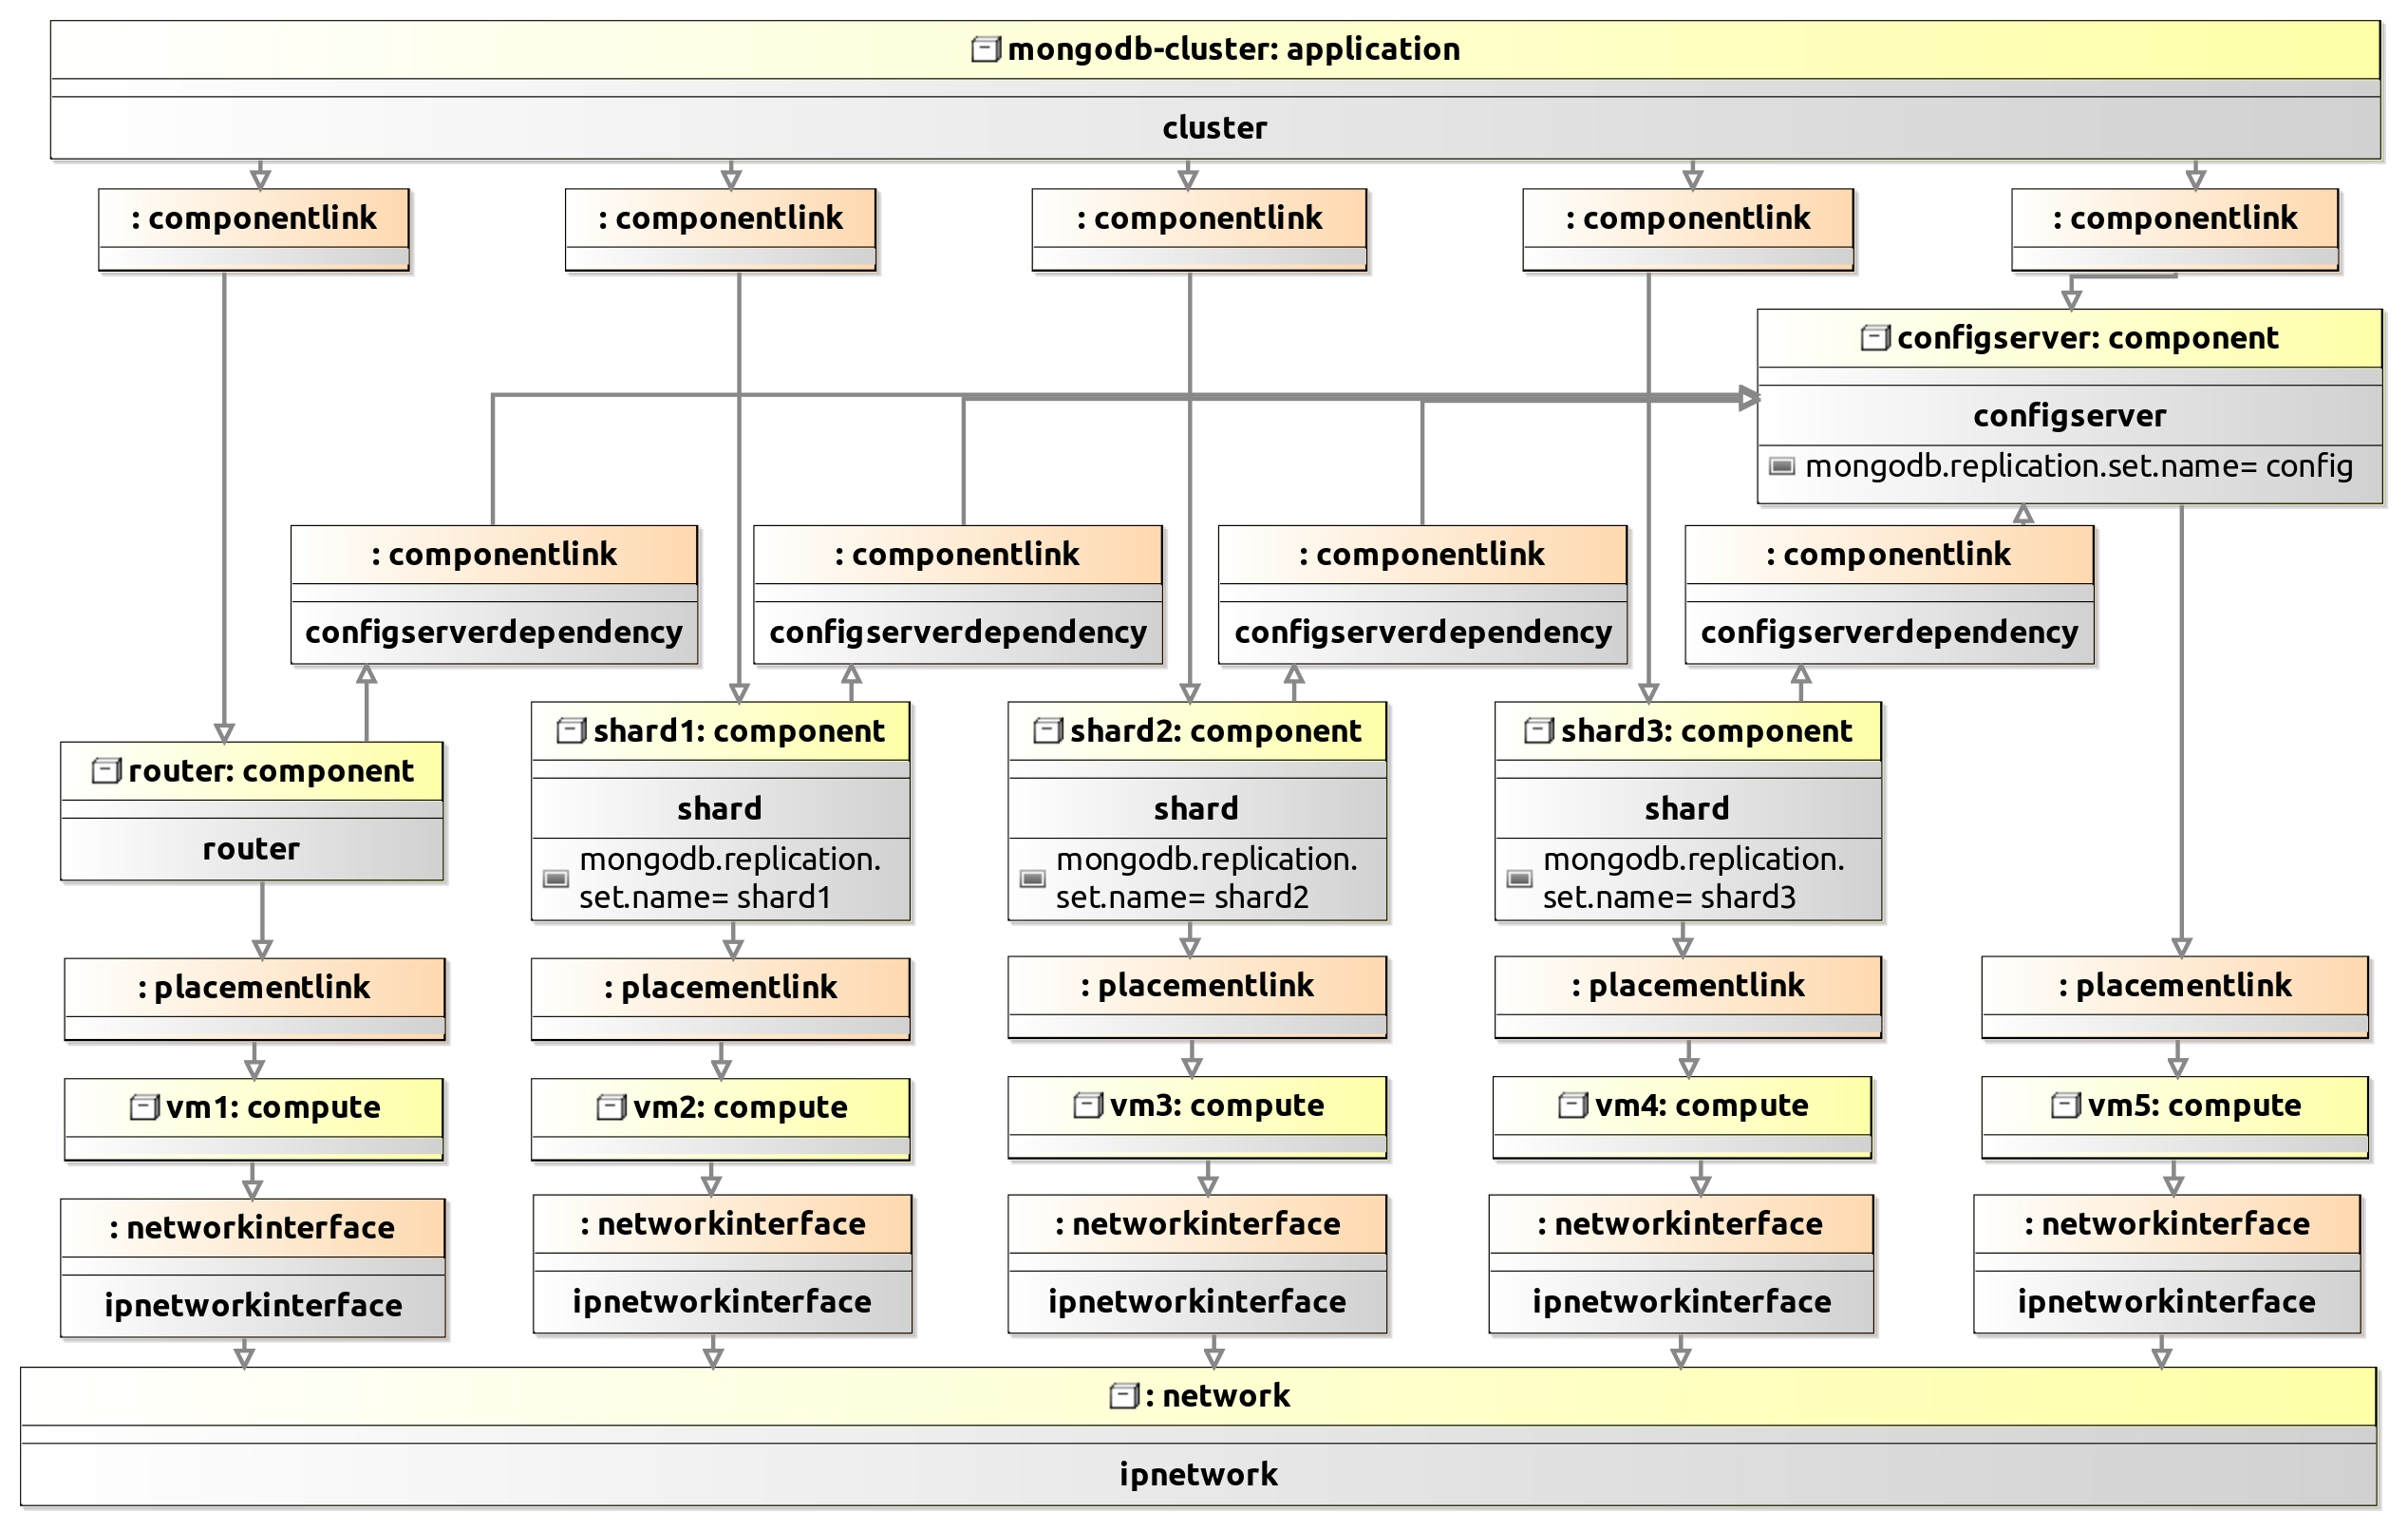 mongodb-cluster: application
cluster
: componentlink
: componentlink
: componentlink
: componentlink
: componentlink
configserver: component
configserver
mongodb.replication.set.name= config
: componentlink
configserverdependency
: componentlink
configserverdependency
: componentlink
configserverdependency
: componentlink
configserverdependency
router: component
router
shard1: component
shard
mongodb.replication.
set.name= shard1
shard2: component
shard
mongodb.replication.
set.name= shard2
shard3: component
shard
mongodb.replication.
set.name= shard3
: placementlink
: placementlink
: placementlink
: placementlink
: placementlink
vm1: compute
vm2: compute
vm3: compute
vm4: compute
vm5: compute
: networkinterface
ipnetworkinterface
: networkinterface
ipnetworkinterface
: networkinterface
ipnetworkinterface
: networkinterface
ipnetworkinterface
: networkinterface
ipnetworkinterface
: network
ipnetwork